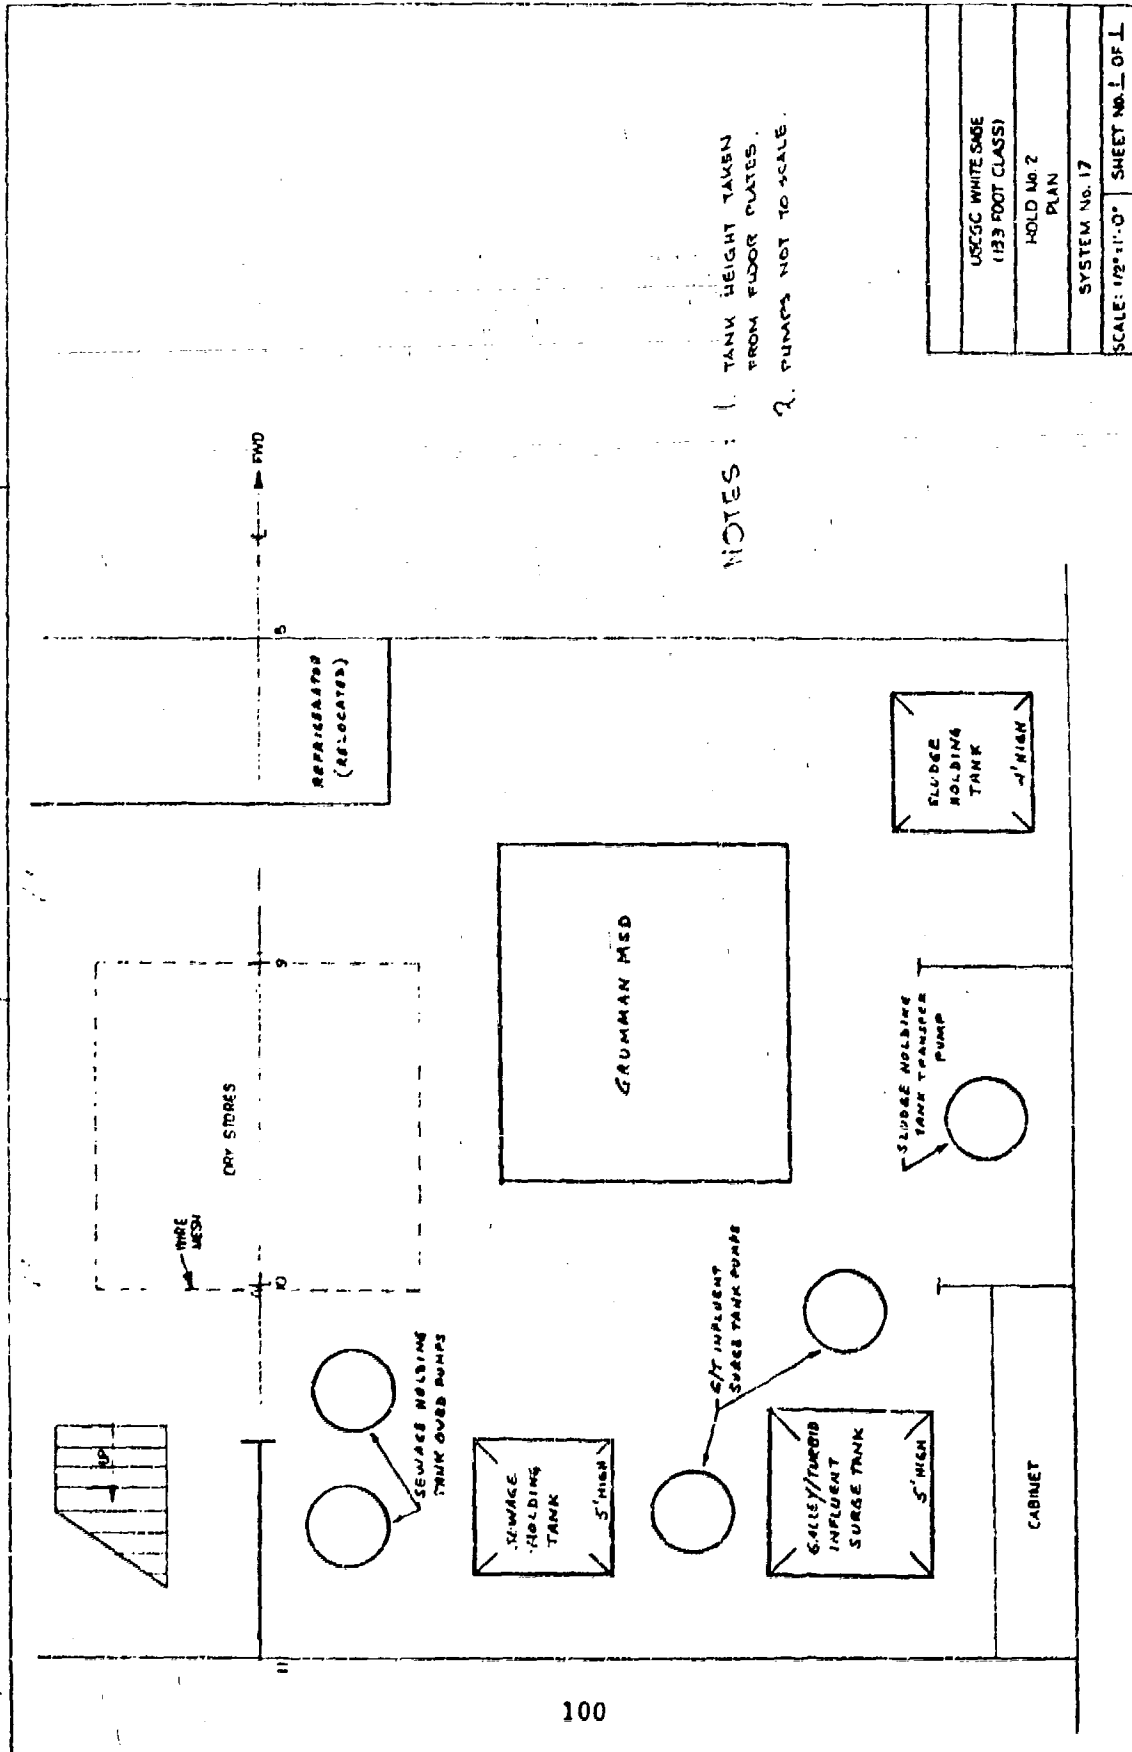 UP
WIRE
MESH
DRY STORES
11
10
9
8
FWD
REFRIGERATOR
(RELOCATED)
SEWAGE HOLDING
TANK OVBD PUMPS
SEWAGE
HOLDING
TANK
5' HIGH
GRUMMAN MSD
G/T INFLUENT
SURGE TANK PUMPS
GALLEY/TURBID
INFLUENT
SURGE TANK
5' HIGH
CABINET
SLUDGE HOLDING
TANK TRANSFER
PUMP
SLUDGE
HOLDING
TANK
4' HIGH
NOTES : 1. TANK HEIGHT TAKEN
FROM FLOOR PLATES.
2. PUMPS NOT TO SCALE.
USCGC WHITE SAGE
(133 FOOT CLASS)
HOLD No. 2
PLAN
SYSTEM No. 17
SCALE: 1/2"=1'-0"
SHEET No. 1 OF 1
100